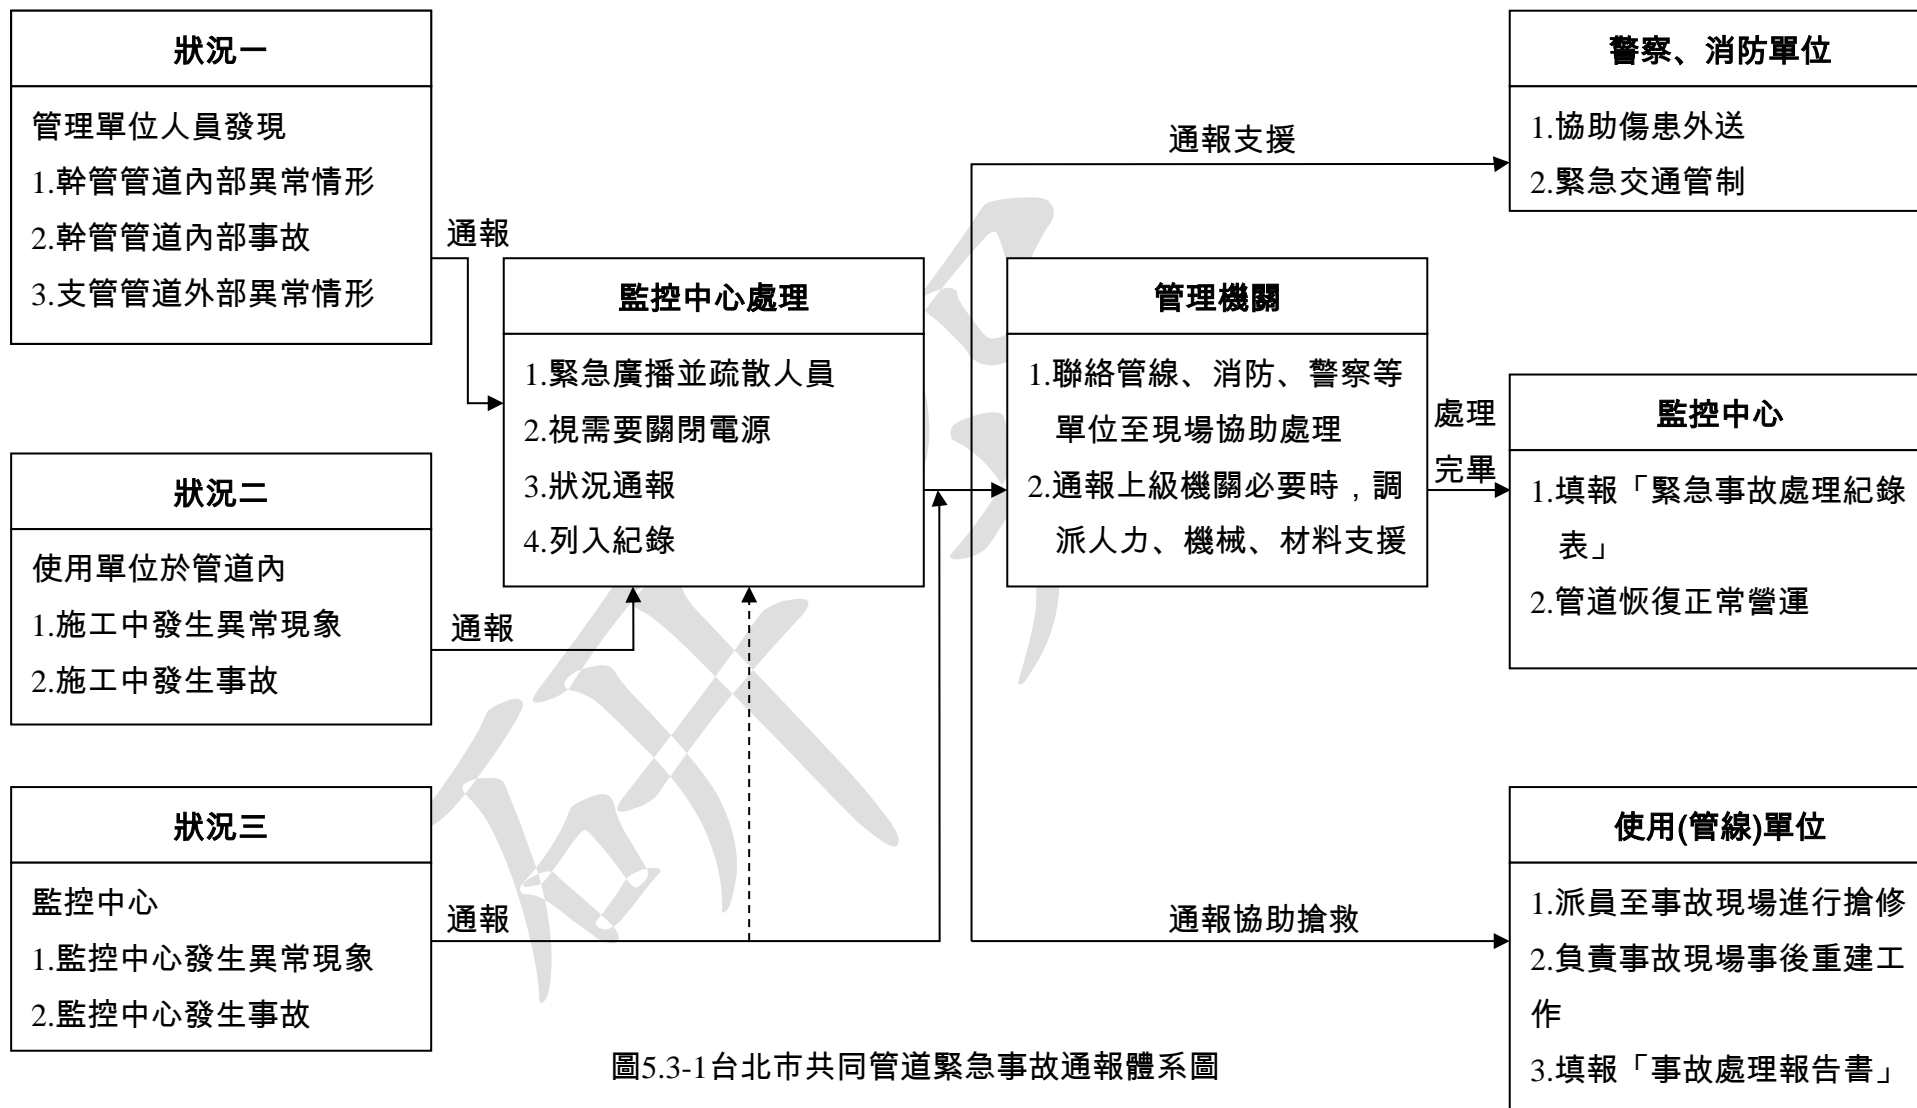 狀況一
管理單位人員發現
1.幹管管道內部異常情形
2.幹管管道內部事故
3.支管管道外部異常情形
通報
狀況二
使用單位於管道內
1.施工中發生異常現象
2.施工中發生事故
通報
狀況三
監控中心
1.監控中心發生異常現象
2.監控中心發生事故
通報
監控中心處理
1.緊急廣播並疏散人員
2.視需要關閉電源
3.狀況通報
4.列入紀錄
管理機關
1.聯絡管線、消防、警察等
單位至現場協助處理
2.通報上級機關必要時，調
派人力、機械、材料支援
通報支援
警察、消防單位
1.協助傷患外送
2.緊急交通管制
處理
完畢
監控中心
1.填報「緊急事故處理紀錄
表」
2.管道恢復正常營運
通報協助搶救
使用(管線)單位
1.派員至事故現場進行搶修
2.負責事故現場事後重建工
作
3.填報「事故處理報告書」
圖5.3-1台北市共同管道緊急事故通報體系圖